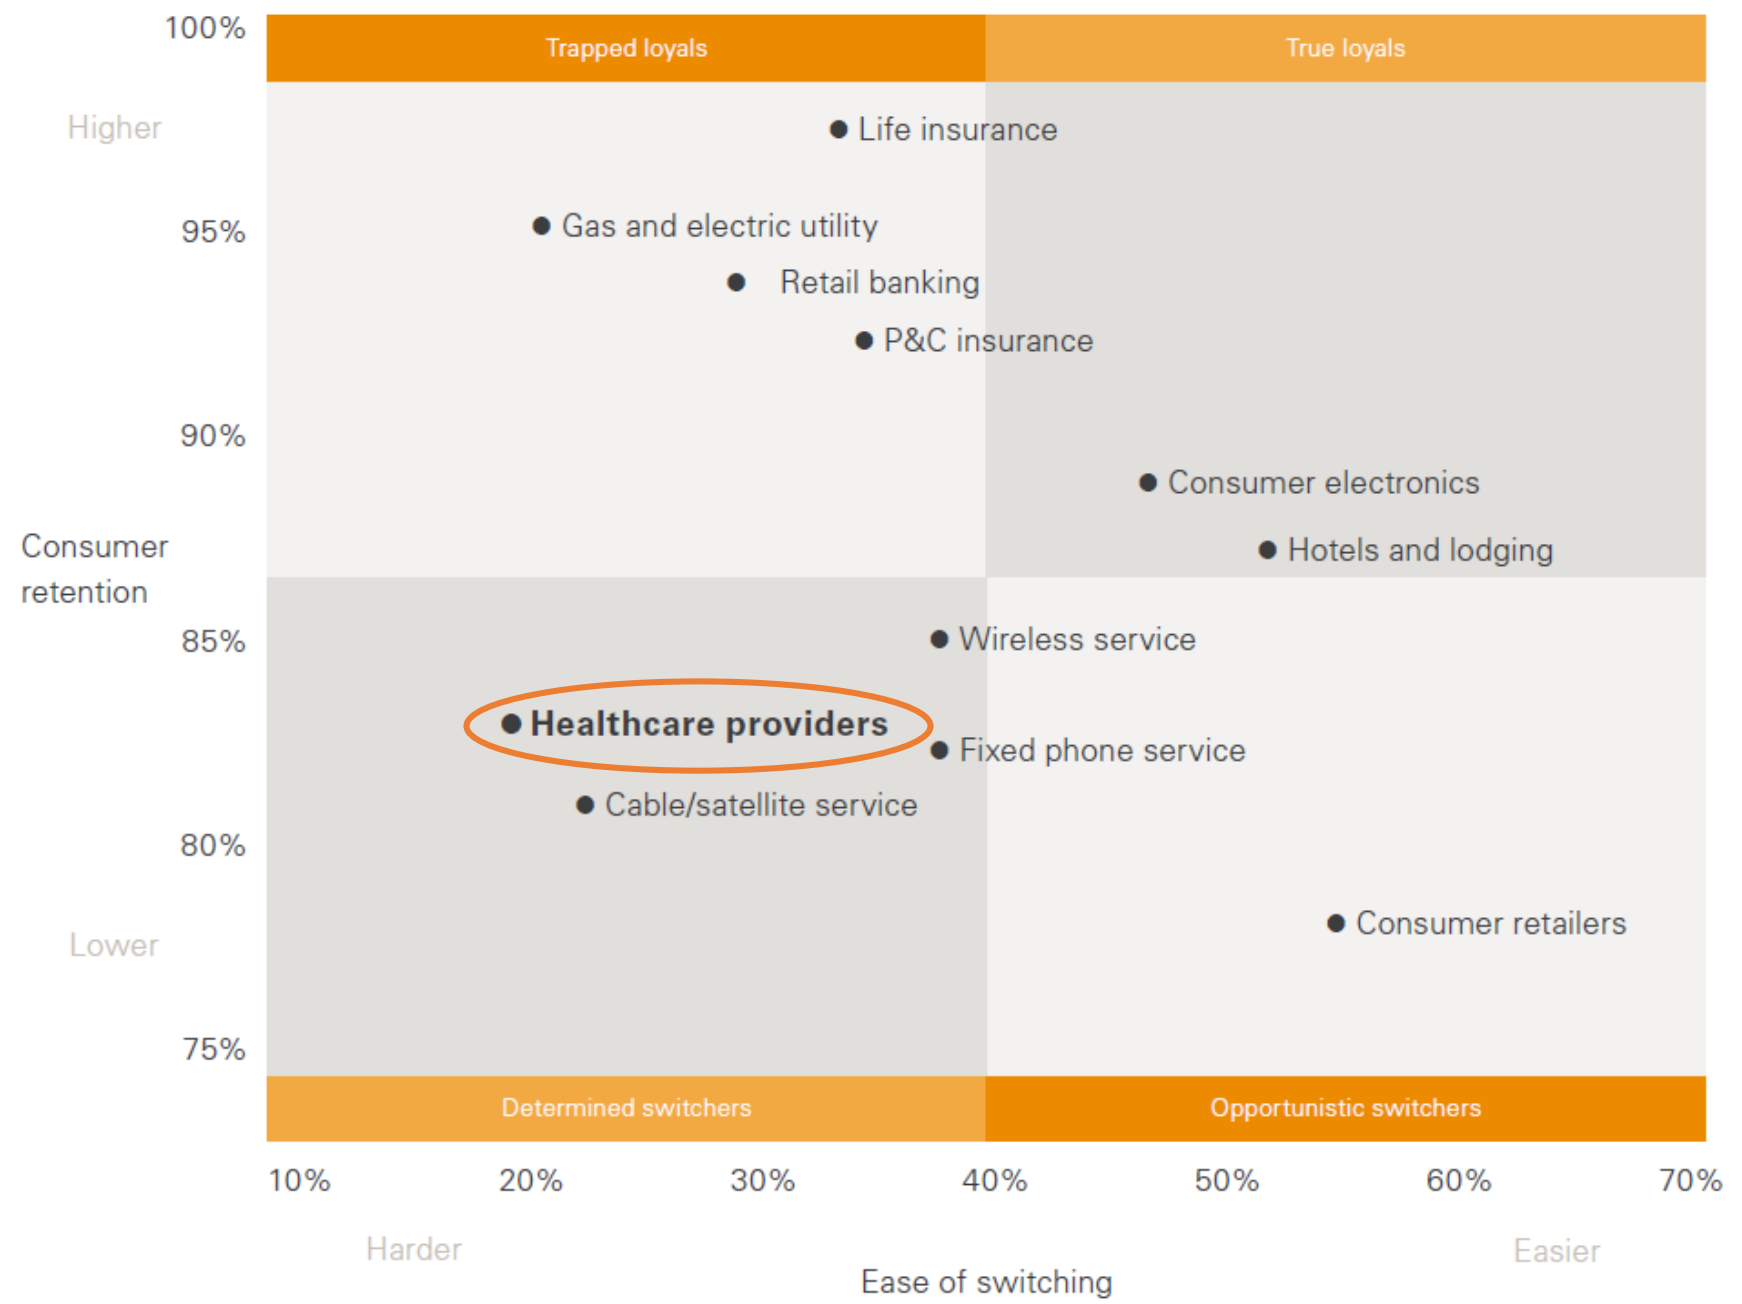 100%
Trapped loyals
True loyals
Higher
Life insurance
95%
Gas and electric utility
Retail banking
P&C insurance
90%
Consumer electronics
Consumer
retention
Hotels and lodging
85%
Wireless service
Healthcare providers
Fixed phone service
Cable/satellite service
80%
Consumer retailers
Lower
75%
Determined switchers
Opportunistic switchers
10% 20% 30% 40% 50% 60% 70%
Harder
Easier
Ease of switching